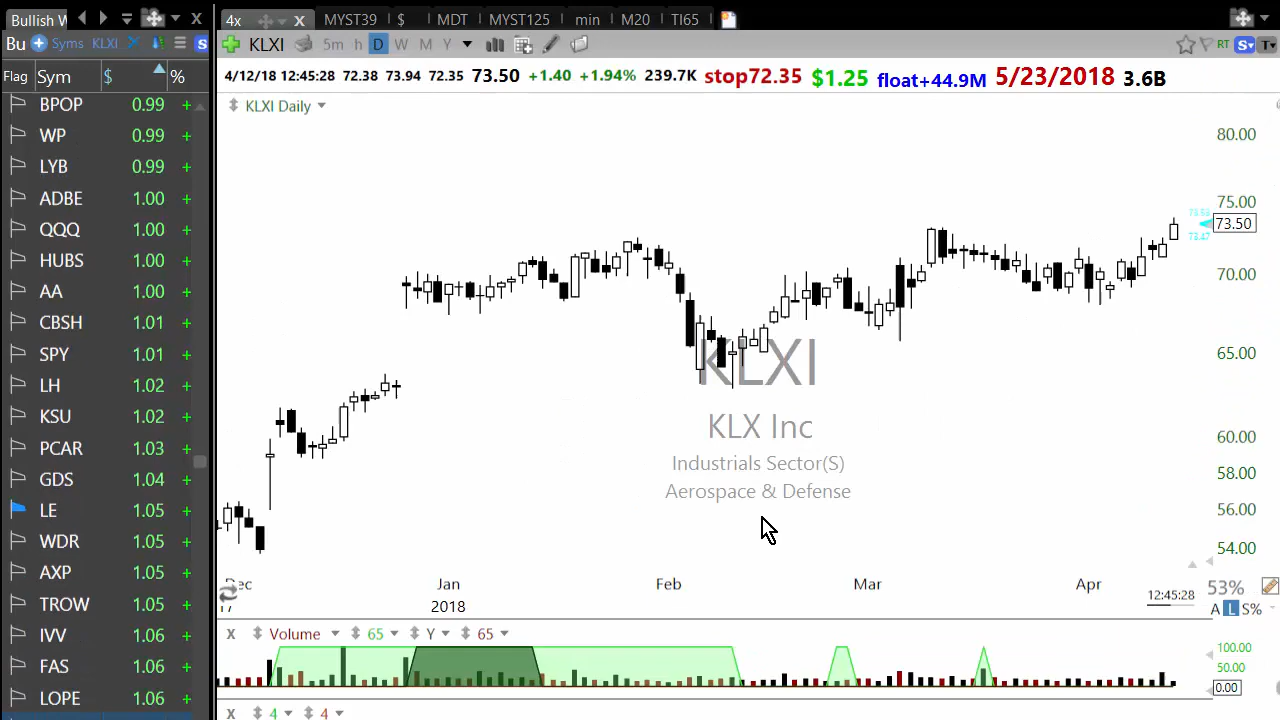 Bullish W
4x MYST39 $ MDT MYST125 min M20 TI65
Bu Syms KLXI S
KLXI 5m h D W M Y RT S T
Flag Sym $ %
4/12/18 12:45:28 72.38 73.94 72.35 73.50 +1.40 +1.94% 239.7K stop72.35 $1.25 float+44.9M 5/23/2018 3.6B
KLXI Daily
BPOP 0.99 +
WP 0.99 +
LYB 0.99 +
ADBE 1.00 +
QQQ 1.00 +
HUBS 1.00 +
AA 1.00 +
CBSH 1.01 +
SPY 1.01 +
LH 1.02 +
KSU 1.02 +
PCAR 1.03 +
GDS 1.04 +
LE 1.05 +
WDR 1.05 +
AXP 1.05 +
TROW 1.05 +
IVV 1.06 +
FAS 1.06 +
LOPE 1.06 +
80.00
75.00
73.50
73.47
70.00
65.00
60.00
58.00
56.00
54.00
KLXI
KLX Inc
Industrials Sector(S)
Aerospace & Defense
Dec Jan Feb Mar Apr
17 2018
12:45:28
53%
A L S%
X Volume 65 Y 65
100.00
50.00
0.00
X 4 4